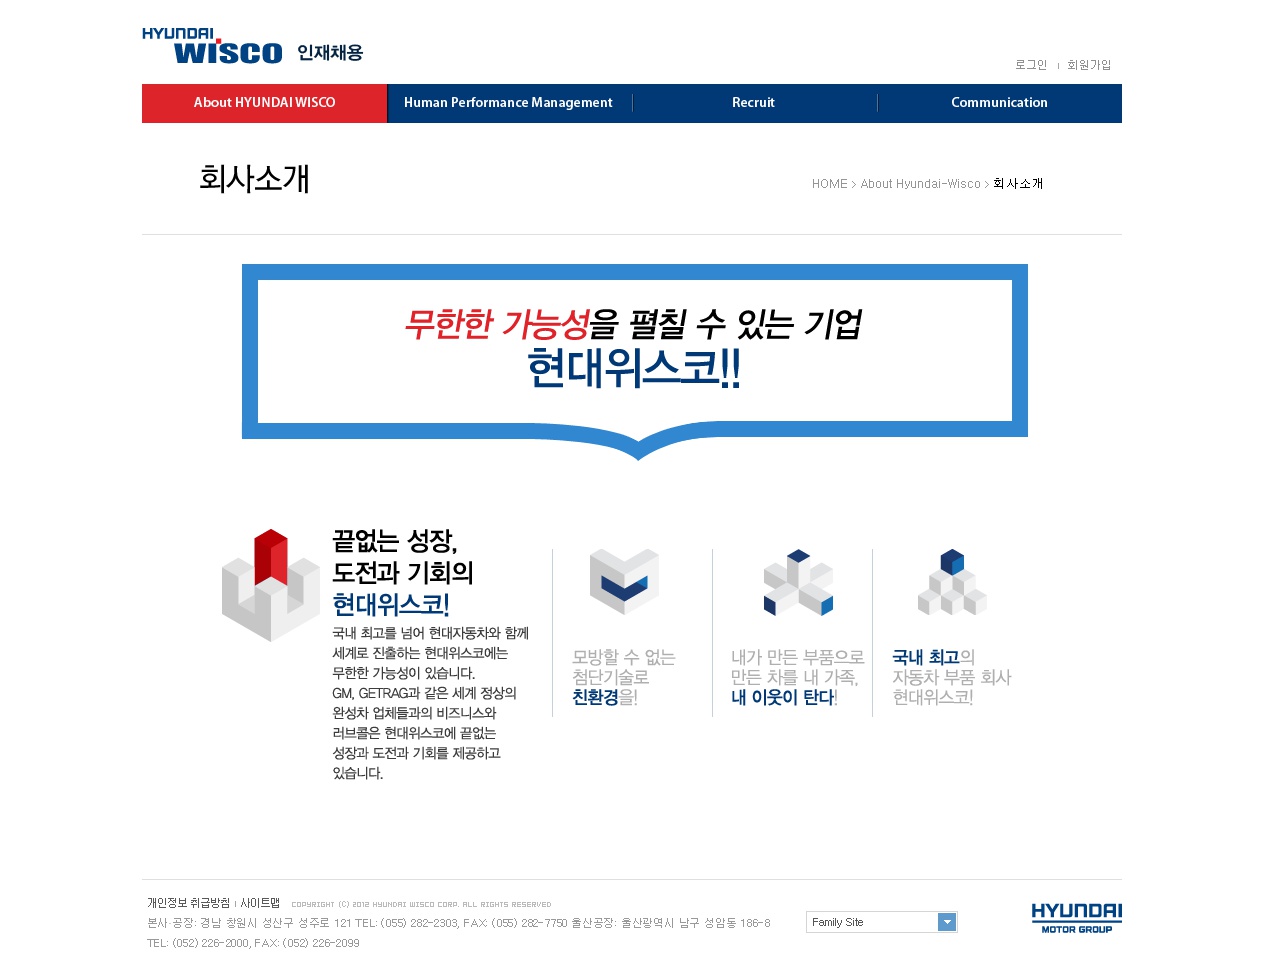 HYUNDAI
WISCO 인재채용
로그인 회원가입
About HYUNDAI WISCO Human Performance Management Recruit Communication
회사소개
HOME > About Hyundai-Wisco > 회사소개
무한한 가능성을 펼칠 수 있는 기업
현대위스코!!
끝없는 성장,
도전과 기회의
현대위스코!
국내 최고를 넘어 현대자동차와 함께
세계로 진출하는 현대위스코에는
무한한 가능성이 있습니다.
GM, GETRAG과 같은 세계 정상의
완성차 업체들과의 비즈니스와
러브콜은 현대위스코에 끝없는
성장과 도전과 기회를 제공하고
있습니다.
모방할 수 없는
첨단기술로
친환경을!
내가 만든 부품으로
만든 차를 내 가족,
내 이웃이 탄다!
국내 최고의
자동차 부품 회사
현대위스코!
개인정보 취급방침 사이트맵 COPYRIGHT (C) 2012 HYUNDAI WISCO CORP. ALL RIGHTS RESERVED
본사·공장: 경남 창원시 성산구 성주로 121 TEL: (055) 282-2303, FAX: (055) 282-7750 울산공장: 울산광역시 남구 성암동 186-8
TEL: (052) 226-2000, FAX: (052) 226-2099
Family Site
HYUNDAI
MOTOR GROUP